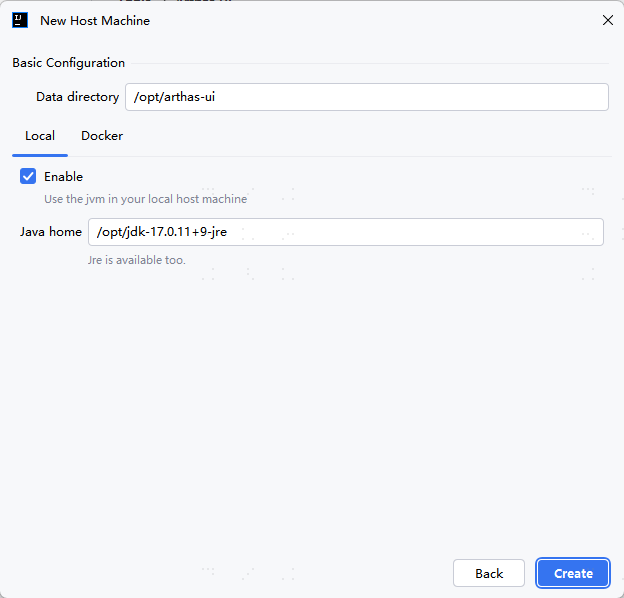 New Host Machine
Basic Configuration
Data directory /opt/arthas-ui
Local Docker
Enable
Use the jvm in your local host machine
Java home /opt/jdk-17.0.11+9-jre
Jre is available too.
Back Create